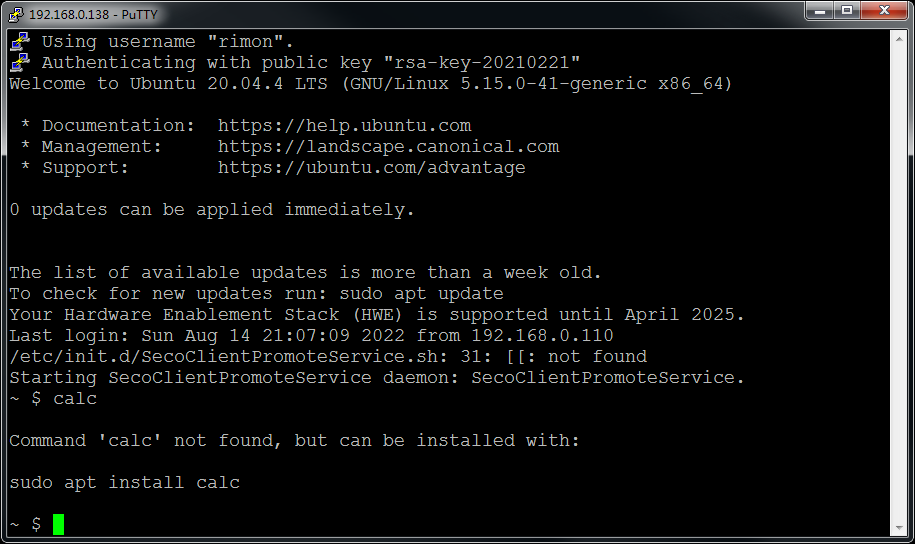 192.168.0.138 - PuTTY
Using username "rimon".
Authenticating with public key "rsa-key-20210221"
Welcome to Ubuntu 20.04.4 LTS (GNU/Linux 5.15.0-41-generic x86_64)
* Documentation:  https://help.ubuntu.com
* Management:     https://landscape.canonical.com
* Support:        https://ubuntu.com/advantage
0 updates can be applied immediately.
The list of available updates is more than a week old.
To check for new updates run: sudo apt update
Your Hardware Enablement Stack (HWE) is supported until April 2025.
Last login: Sun Aug 14 21:07:09 2022 from 192.168.0.110
/etc/init.d/SecoClientPromoteService.sh: 31: [[: not found
Starting SecoClientPromoteService daemon: SecoClientPromoteService.
~ $ calc
Command 'calc' not found, but can be installed with:
sudo apt install calc
~ $